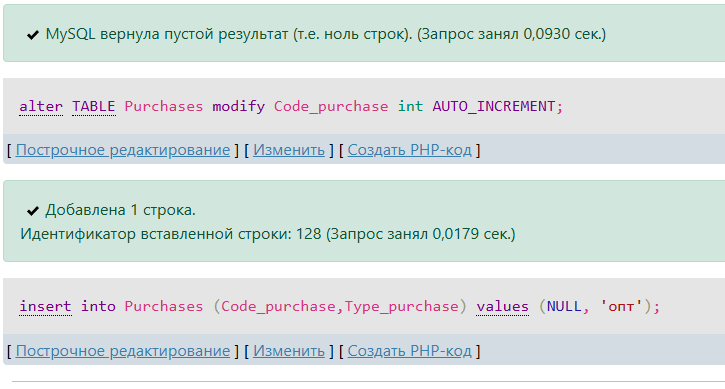 ✔ MySQL вернула пустой результат (т.е. ноль строк). (Запрос занял 0,0930 сек.)
alter TABLE Purchases modify Code_purchase int AUTO_INCREMENT;
[ Построчное редактирование ] [ Изменить ] [ Создать PHP-код ]
✔ Добавлена 1 строка.
Идентификатор вставленной строки: 128 (Запрос занял 0,0179 сек.)
insert into Purchases (Code_purchase,Type_purchase) values (NULL, 'опт');
[ Построчное редактирование ] [ Изменить ] [ Создать PHP-код ]